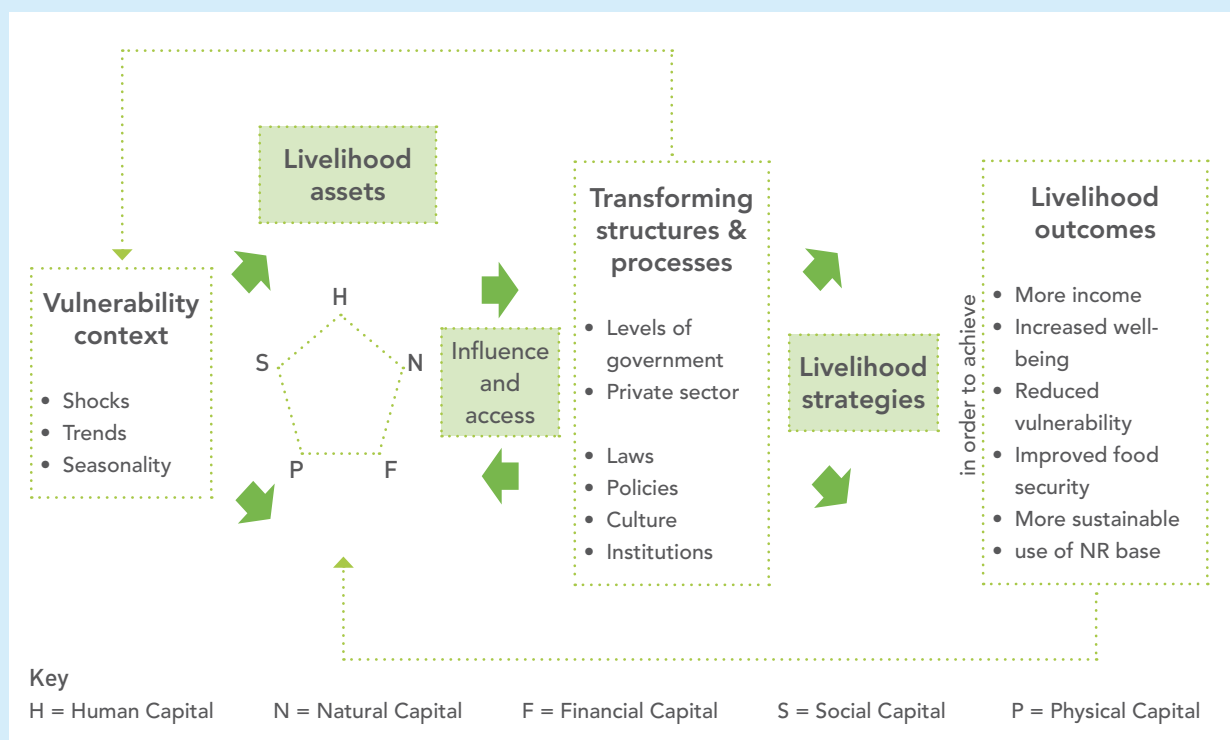 Livelihood
assets
Vulnerability
context
• Shocks
• Trends
• Seasonality
H
S
N
P
F
Influence
and
access
Transforming
structures &
processes
• Levels of
government
• Private sector
• Laws
• Policies
• Culture
• Institutions
Livelihood
strategies
in order to achieve
Livelihood
outcomes
• More income
• Increased well-
being
• Reduced
vulnerability
• Improved food
security
• More sustainable
• use of NR base
Key
H = Human Capital N = Natural Capital F = Financial Capital S = Social Capital P = Physical Capital